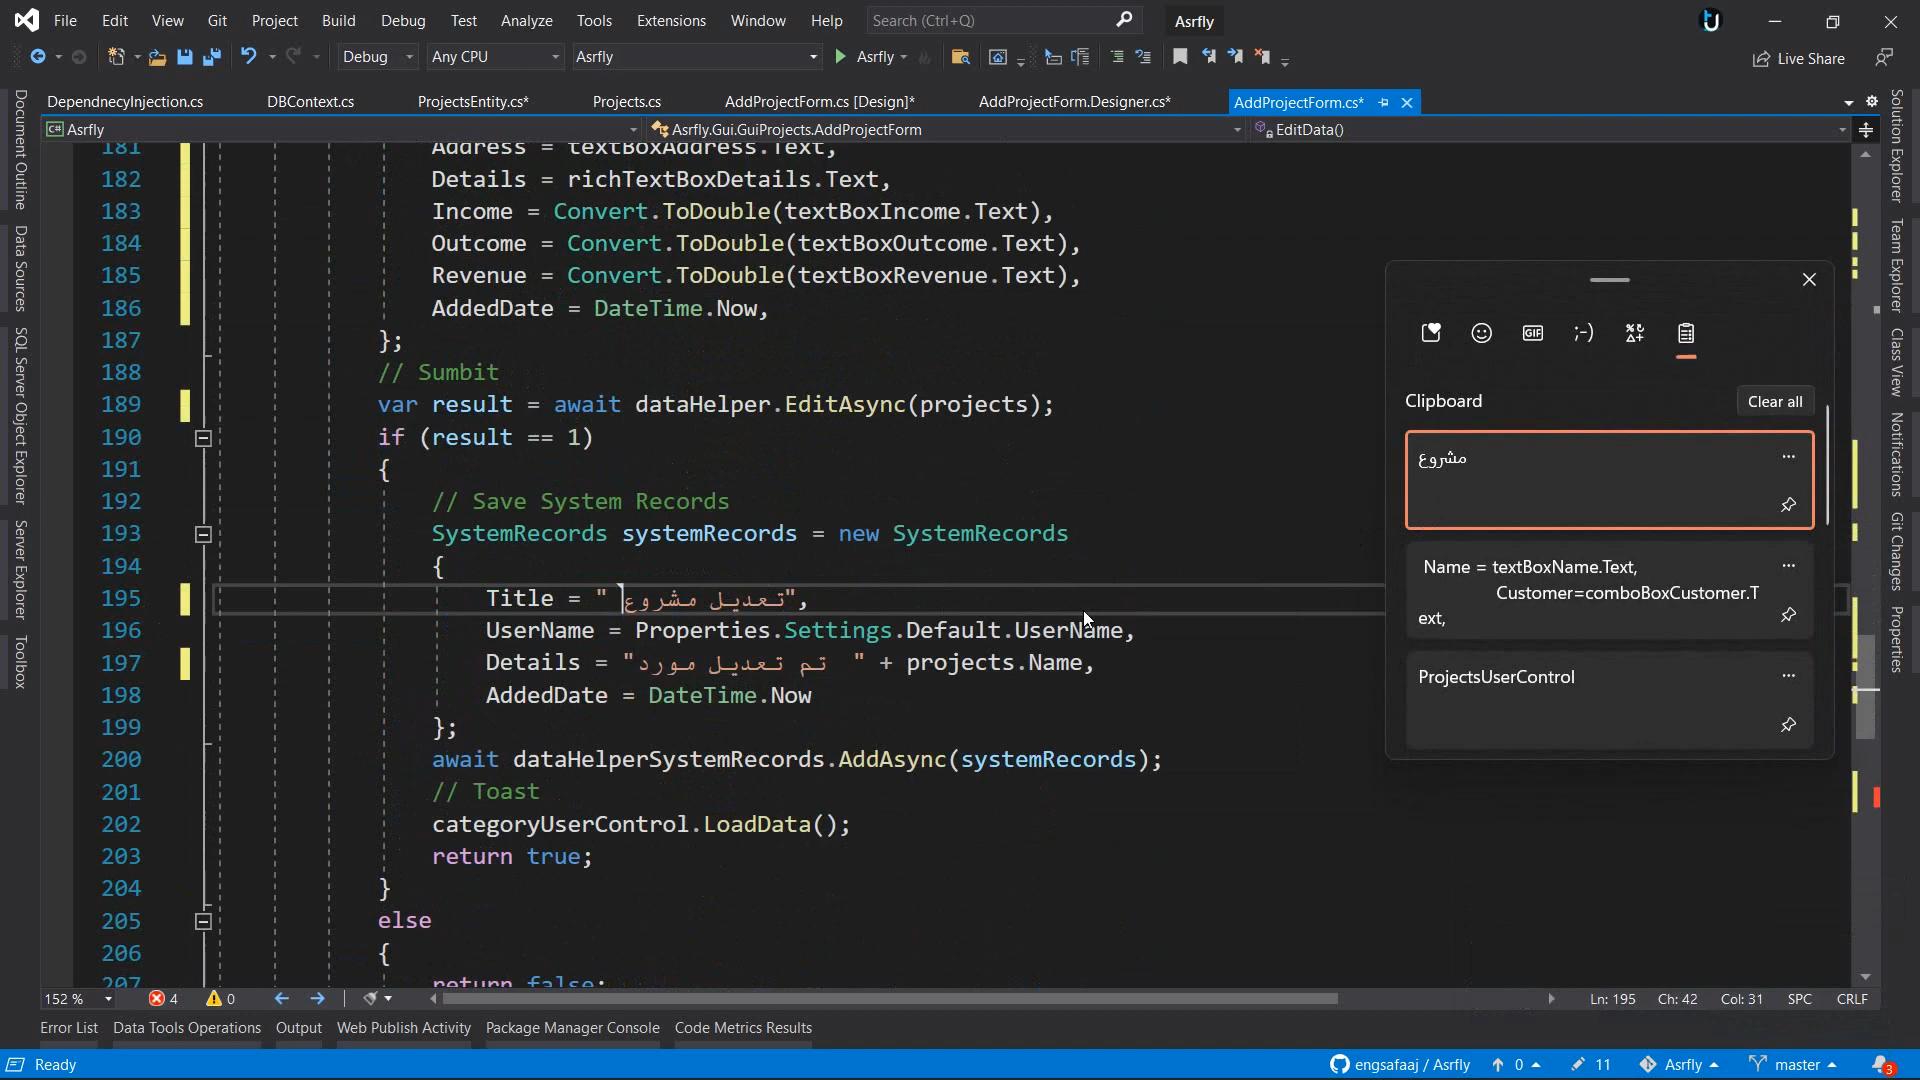 File Edit View Git Project Build Debug Test Analyze Tools Extensions Window Help Search (Ctrl+Q) Asrfly
Debug Any CPU Asrfly Asrfly Live Share
DependnecyInjection.cs DBContext.cs ProjectsEntity.cs* Projects.cs AddProjectForm.cs [Design]* AddProjectForm.Designer.cs* AddProjectForm.cs*
Asrfly Asrfly.Gui.GuiProjects.AddProjectForm EditData()
Document Outline
Data Sources
SQL Server Object Explorer
Server Explorer
Toolbox
181 Address = textBoxAddress.Text,
182 Details = richTextBoxDetails.Text,
183 Income = Convert.ToDouble(textBoxIncome.Text),
184 Outcome = Convert.ToDouble(textBoxOutcome.Text),
185 Revenue = Convert.ToDouble(textBoxRevenue.Text),
186 AddedDate = DateTime.Now,
187 };
188 // Sumbit
189 var result = await dataHelper.EditAsync(projects);
190 if (result == 1)
191 {
192 // Save System Records
193 SystemRecords systemRecords = new SystemRecords
194 {
195 Title = " تعديل مشروع",
196 UserName = Properties.Settings.Default.UserName,
197 Details = "تم تعديل مورد " + projects.Name,
198 AddedDate = DateTime.Now
199 };
200 await dataHelperSystemRecords.AddAsync(systemRecords);
201 // Toast
202 categoryUserControl.LoadData();
203 return true;
204 }
205 else
206 {
207 return false;
GIF
Clipboard Clear all
مشروع
Name = textBoxName.Text,
Customer=comboBoxCustomer.T
ext,
ProjectsUserControl
Solution Explorer
Team Explorer
Class View
Notifications
Git Changes
Properties
152 % 4 0 Ln: 195 Ch: 42 Col: 31 SPC CRLF
Error List Data Tools Operations Output Web Publish Activity Package Manager Console Code Metrics Results
Ready engsafaaj / Asrfly 0 11 Asrfly master 3